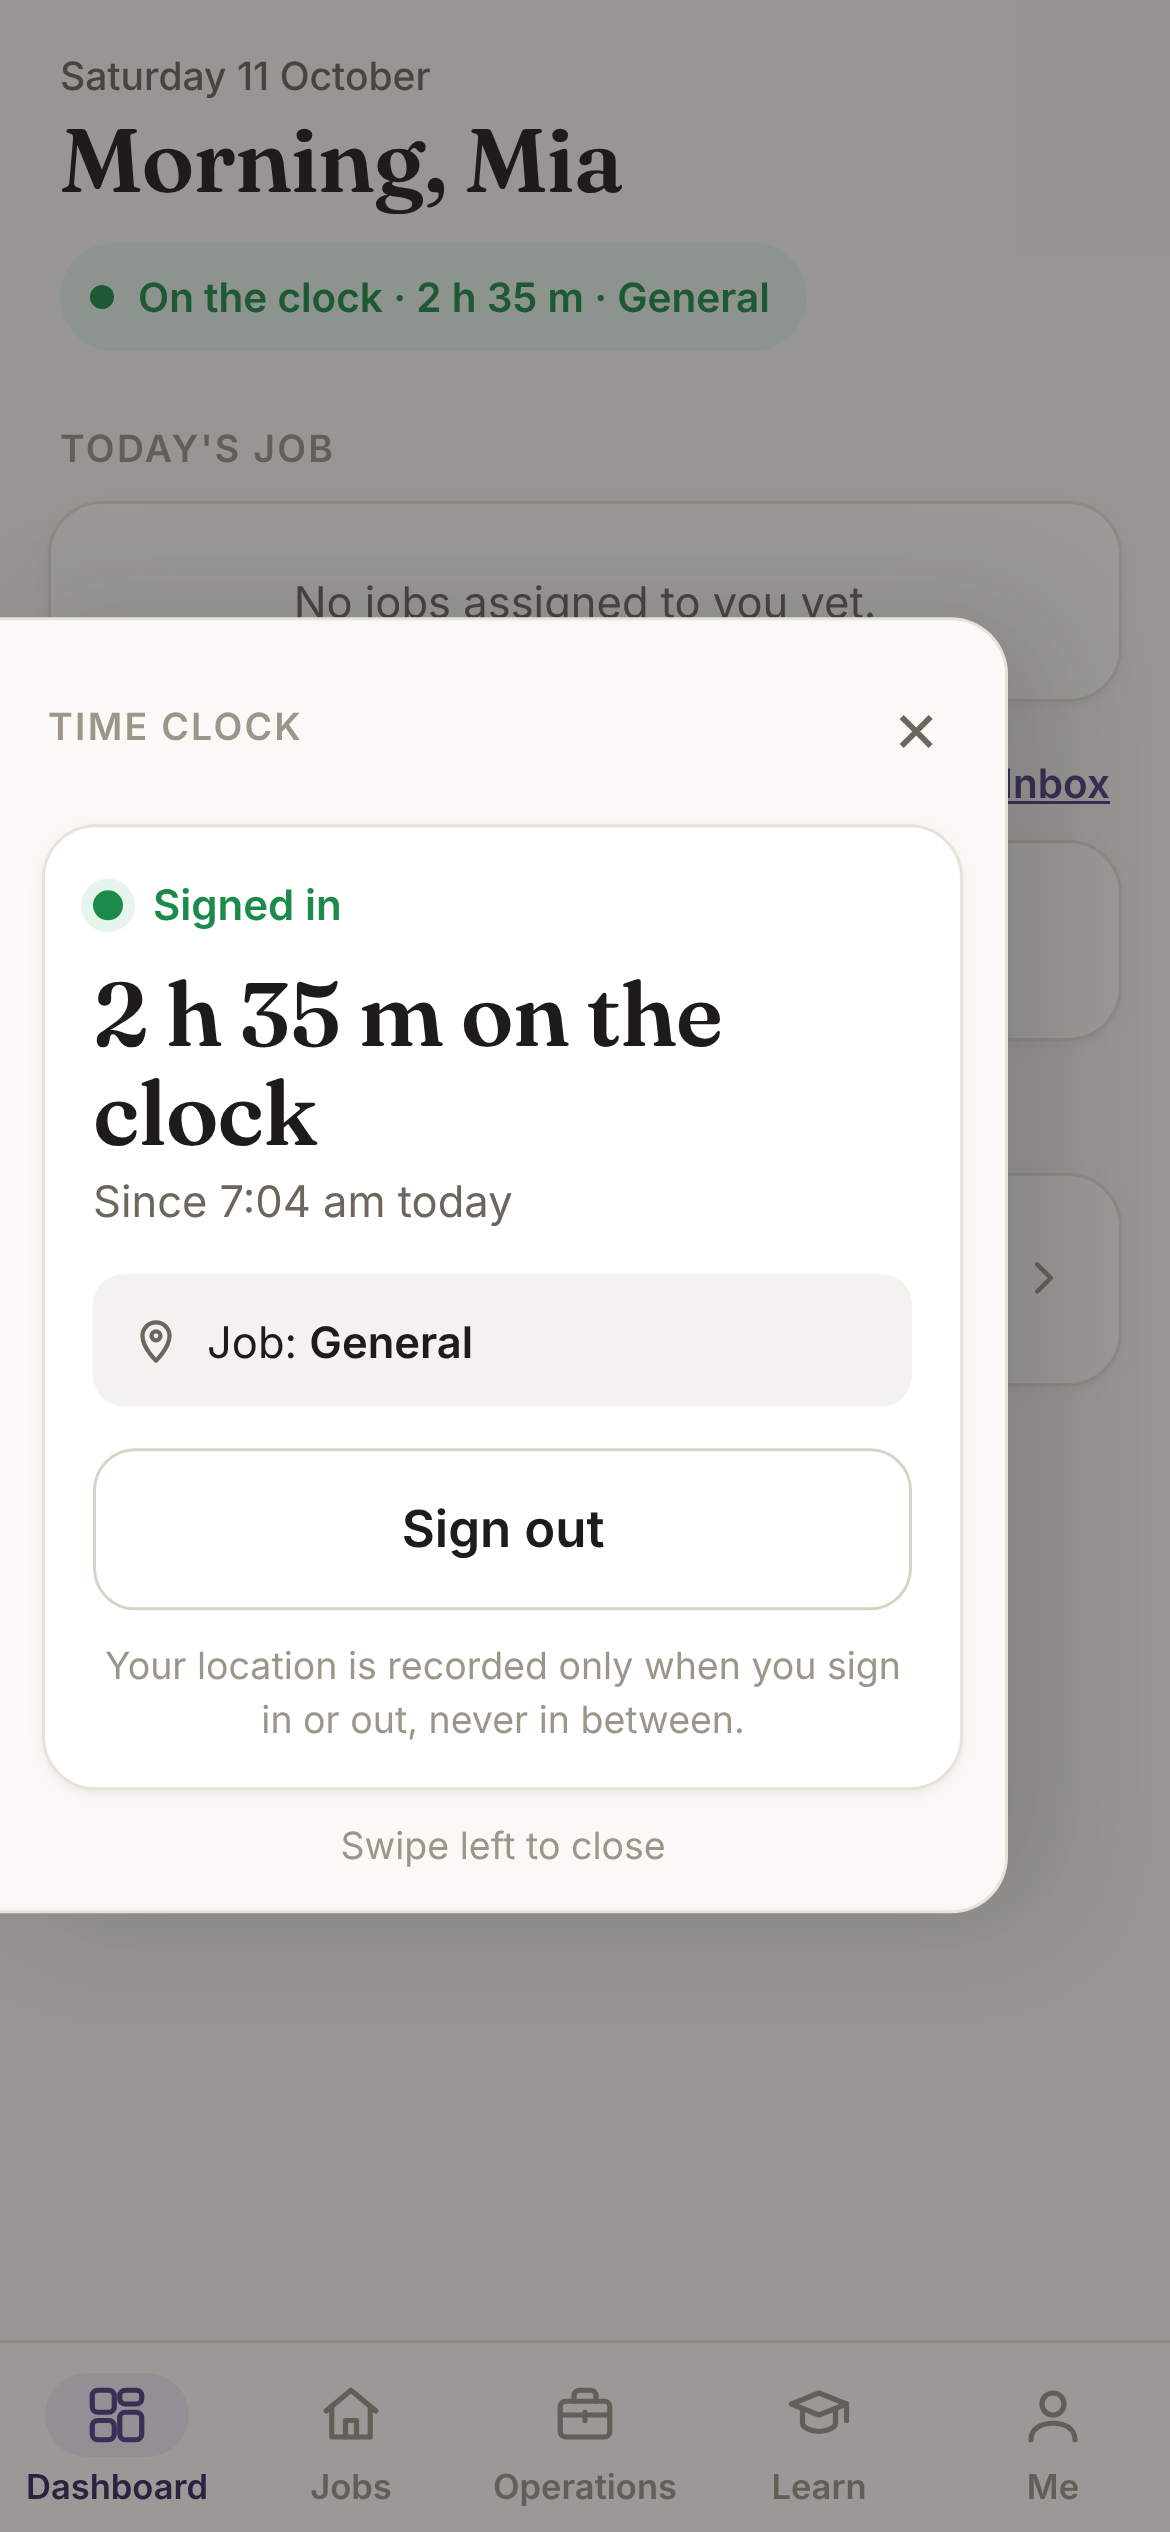 Saturday 11 October
Morning, Mia
On the clock · 2 h 35 m · General
TODAY'S JOB
No jobs assigned to you yet.
TIME CLOCK
Inbox
Signed in
2 h 35 m on the
clock
Since 7:04 am today
Job: General
Sign out
Your location is recorded only when you sign
in or out, never in between.
Swipe left to close
Dashboard
Jobs
Operations
Learn
Me